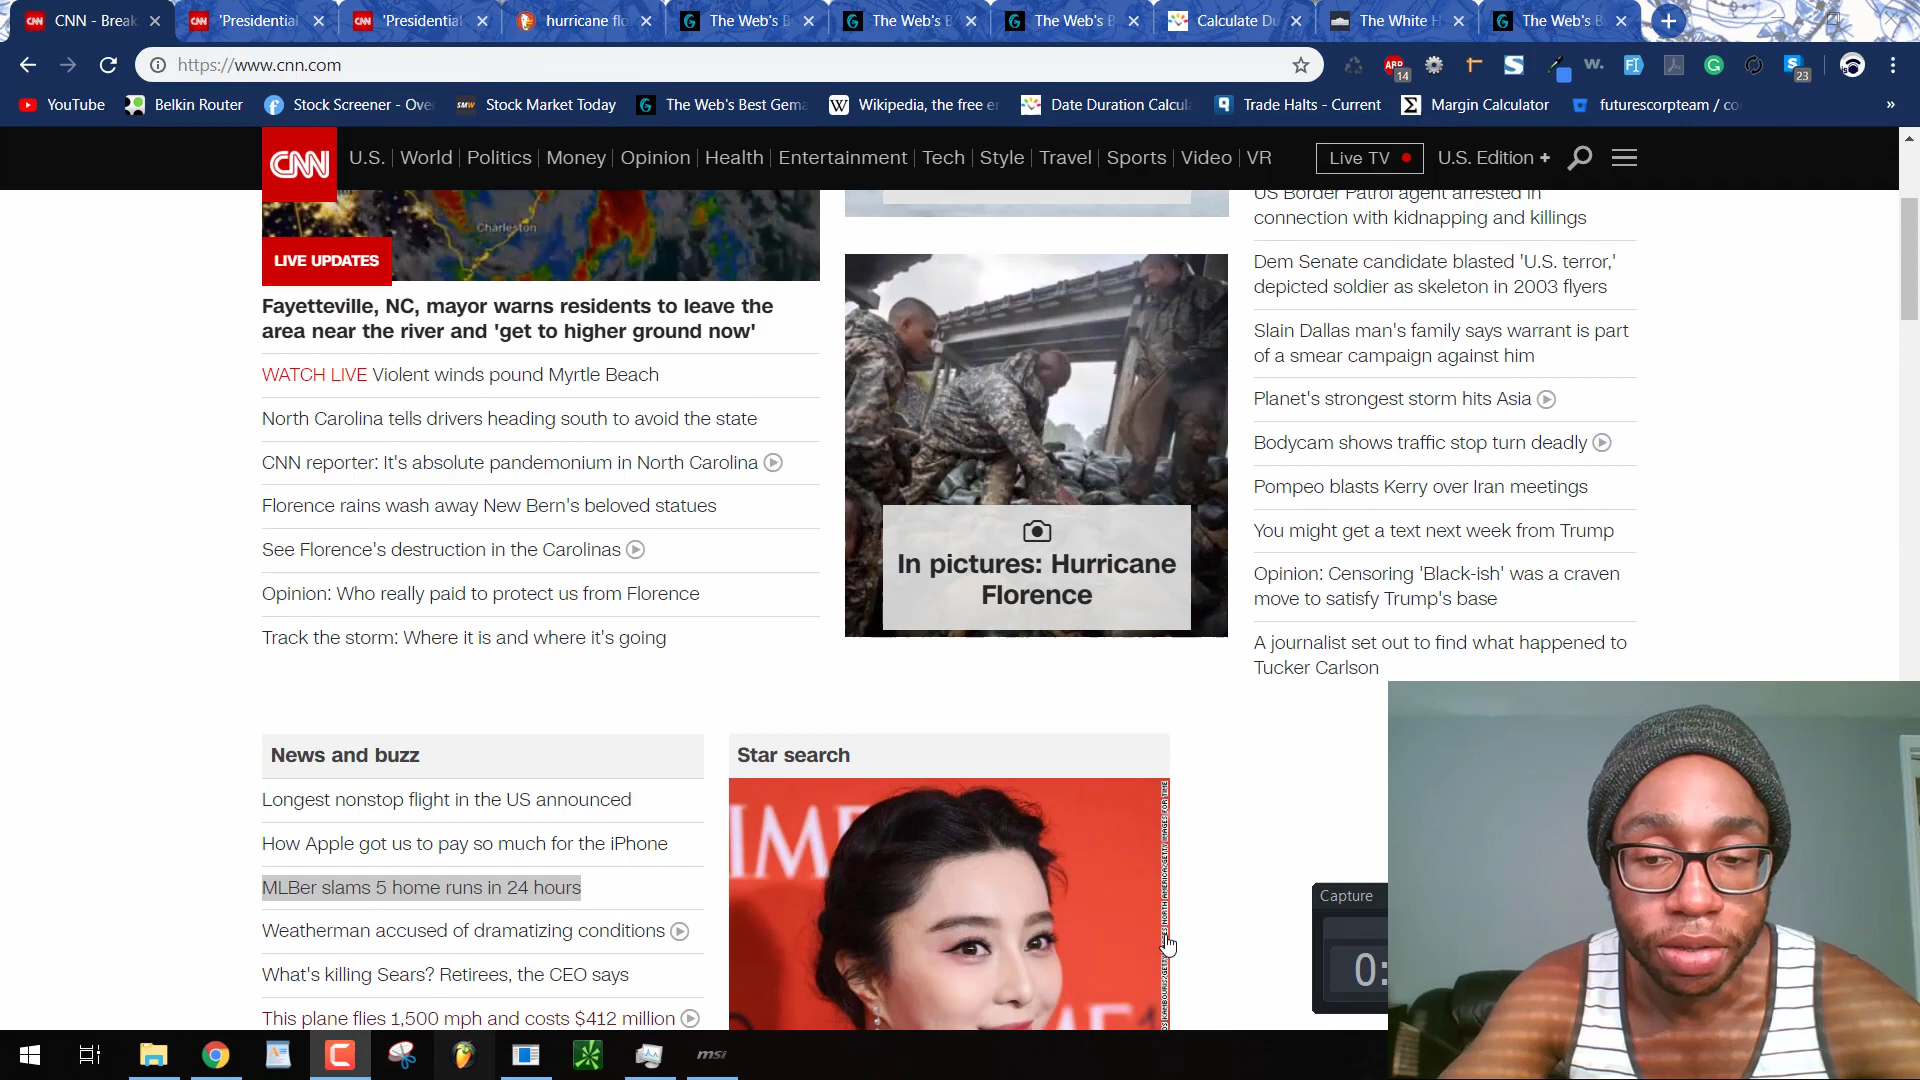 CNN - Break
'Presidential
'Presidential
hurricane flo
The Web's B
The Web's B
The Web's B
Calculate Du
The White H
The Web's B
https://www.cnn.com
ABP
14
w.
23
YouTube
Belkin Router
Stock Screener - Over
SMW
Stock Market Today
The Web's Best Gema
Wikipedia, the free en
Date Duration Calcul
Trade Halts - Current
Margin Calculator
futurescorpteam / co
CNN
U.S.
World
Politics
Money
Opinion
Health
Entertainment
Tech
Style
Travel
Sports
Video
VR
Live TV
U.S. Edition +
Charleston
LIVE UPDATES
Fayetteville, NC, mayor warns residents to leave the
area near the river and 'get to higher ground now'
WATCH LIVE Violent winds pound Myrtle Beach
North Carolina tells drivers heading south to avoid the state
CNN reporter: It's absolute pandemonium in North Carolina
Florence rains wash away New Bern's beloved statues
See Florence's destruction in the Carolinas
Opinion: Who really paid to protect us from Florence
Track the storm: Where it is and where it's going
In pictures: Hurricane
Florence
US Border Patrol agent arrested in
connection with kidnapping and killings
Dem Senate candidate blasted 'U.S. terror,'
depicted soldier as skeleton in 2003 flyers
Slain Dallas man's family says warrant is part
of a smear campaign against him
Planet's strongest storm hits Asia
Bodycam shows traffic stop turn deadly
Pompeo blasts Kerry over Iran meetings
You might get a text next week from Trump
Opinion: Censoring 'Black-ish' was a craven
move to satisfy Trump's base
A journalist set out to find what happened to
Tucker Carlson
News and buzz
Longest nonstop flight in the US announced
How Apple got us to pay so much for the iPhone
MLBer slams 5 home runs in 24 hours
Weatherman accused of dramatizing conditions
What's killing Sears? Retirees, the CEO says
This plane flies 1,500 mph and costs $412 million
Star search
Capture
0:
msi